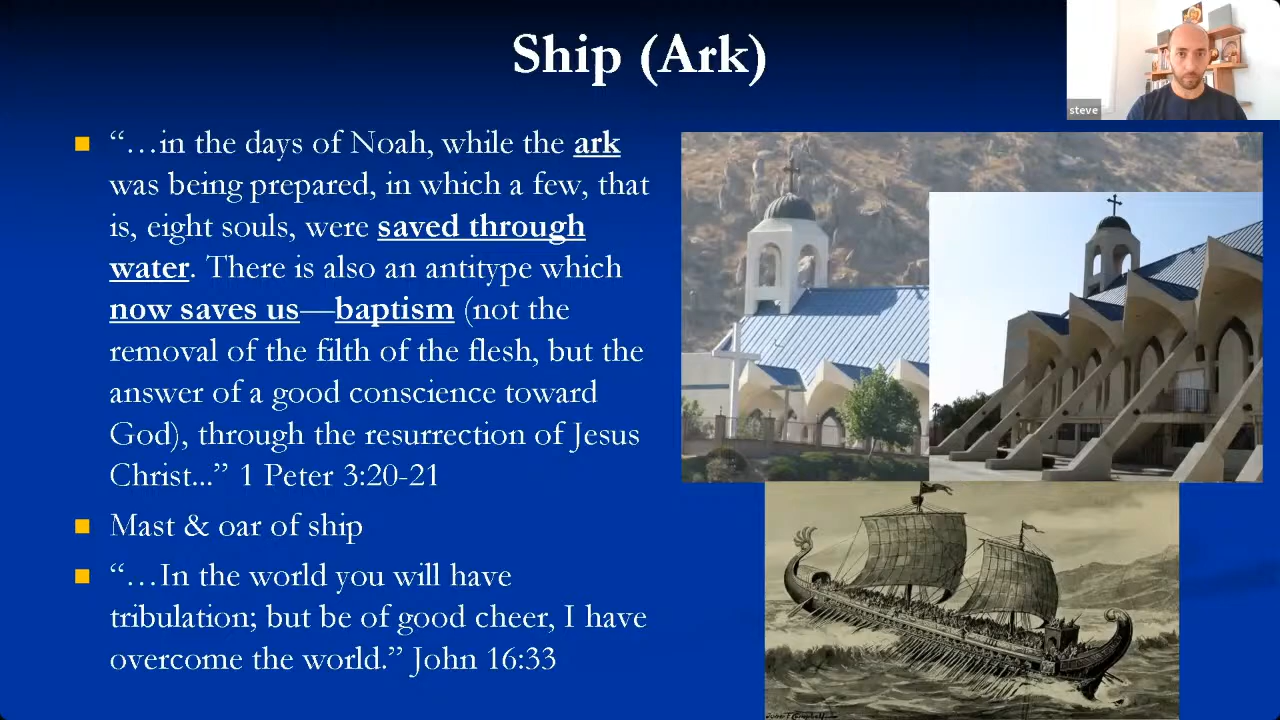 Ship (Ark)
steve
“…in the days of Noah, while the ark
was being prepared, in which a few, that
is, eight souls, were saved through
water. There is also an antitype which
now saves us—baptism (not the
removal of the filth of the flesh, but the
answer of a good conscience toward
God), through the resurrection of Jesus
Christ...” 1 Peter 3:20-21
Mast & oar of ship
“…In the world you will have
tribulation; but be of good cheer, I have
overcome the world.” John 16:33